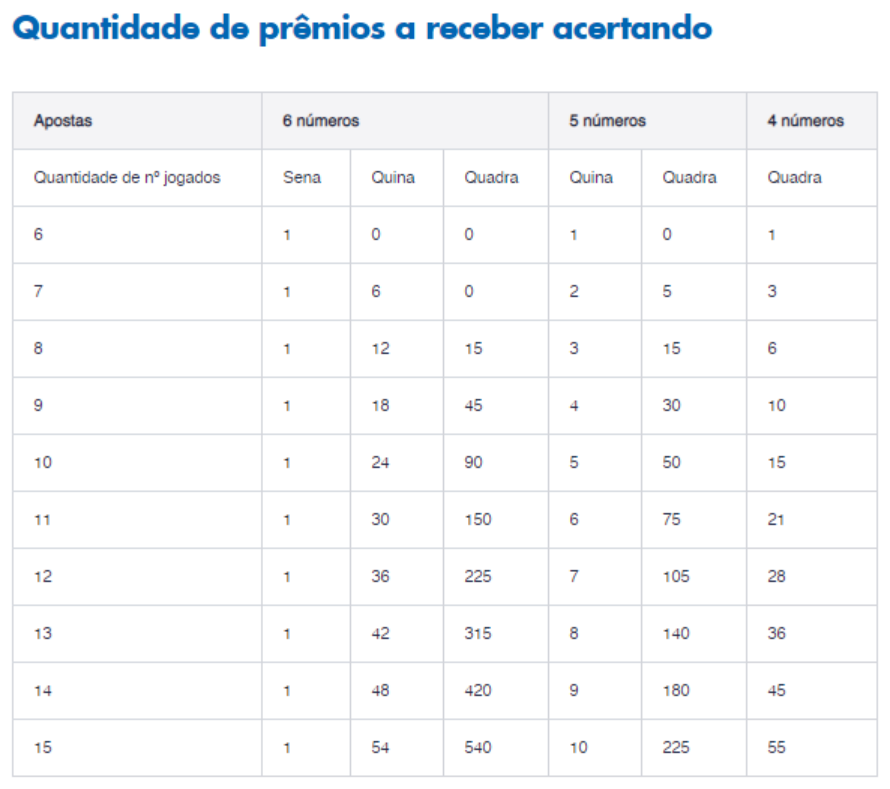 Quantidade de prêmios a receber acertando
Apostas 6 números 5 números 4 números
Quantidade de nº jogados Sena Quina Quadra Quina Quadra Quadra
6 1 0 0 1 0 1
7 1 6 0 2 5 3
8 1 12 15 3 15 6
9 1 18 45 4 30 10
10 1 24 90 5 50 15
11 1 30 150 6 75 21
12 1 36 225 7 105 28
13 1 42 315 8 140 36
14 1 48 420 9 180 45
15 1 54 540 10 225 55